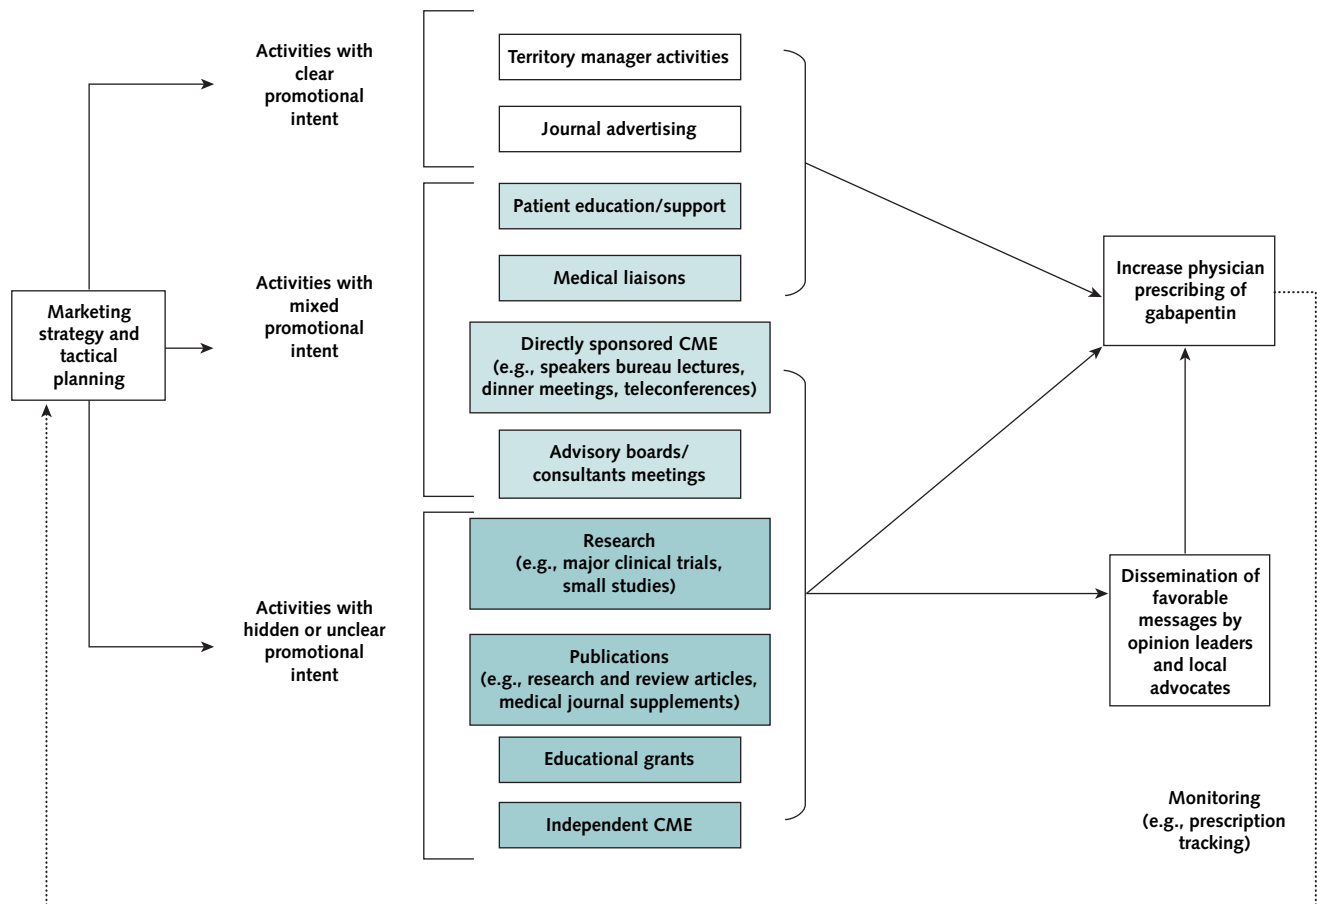 Marketing
strategy and
tactical
planning
Activities with
clear
promotional
intent
Activities with
mixed
promotional
intent
Activities with
hidden or unclear
promotional
intent
Territory manager activities
Journal advertising
Patient education/support
Medical liaisons
Directly sponsored CME
(e.g., speakers bureau lectures,
dinner meetings, teleconferences)
Advisory boards/
consultants meetings
Research
(e.g., major clinical trials,
small studies)
Publications
(e.g., research and review articles,
medical journal supplements)
Educational grants
Independent CME
Increase physician
prescribing of
gabapentin
Dissemination of
favorable
messages by
opinion leaders
and local
advocates
Monitoring
(e.g., prescription
tracking)